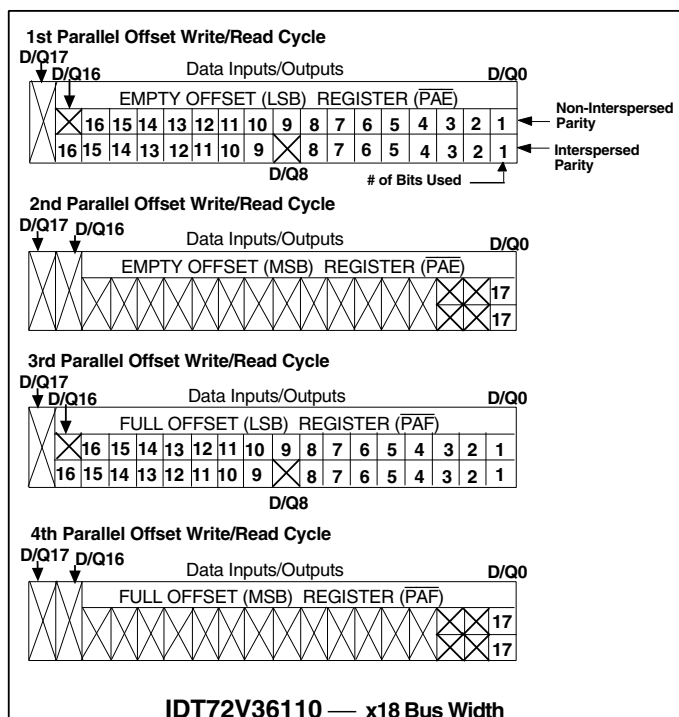 1st Parallel Offset Write/Read Cycle
D/Q17
D/Q16 Data Inputs/Outputs D/Q0
EMPTY OFFSET (LSB) REGISTER (PAE)
16 15 14 13 12 11 10 9 8 7 6 5 4 3 2 1 Non-Interspersed Parity
16 15 14 13 12 11 10 9 8 7 6 5 4 3 2 1 Interspersed Parity
D/Q8
# of Bits Used
2nd Parallel Offset Write/Read Cycle
D/Q17
D/Q16 Data Inputs/Outputs D/Q0
EMPTY OFFSET (MSB) REGISTER (PAE)
17
17
3rd Parallel Offset Write/Read Cycle
D/Q17
D/Q16 Data Inputs/Outputs D/Q0
FULL OFFSET (LSB) REGISTER (PAF)
16 15 14 13 12 11 10 9 8 7 6 5 4 3 2 1
16 15 14 13 12 11 10 9 8 7 6 5 4 3 2 1
D/Q8
4th Parallel Offset Write/Read Cycle
D/Q17
D/Q16 Data Inputs/Outputs D/Q0
FULL OFFSET (MSB) REGISTER (PAF)
17
17
IDT72V36110 — x18 Bus Width